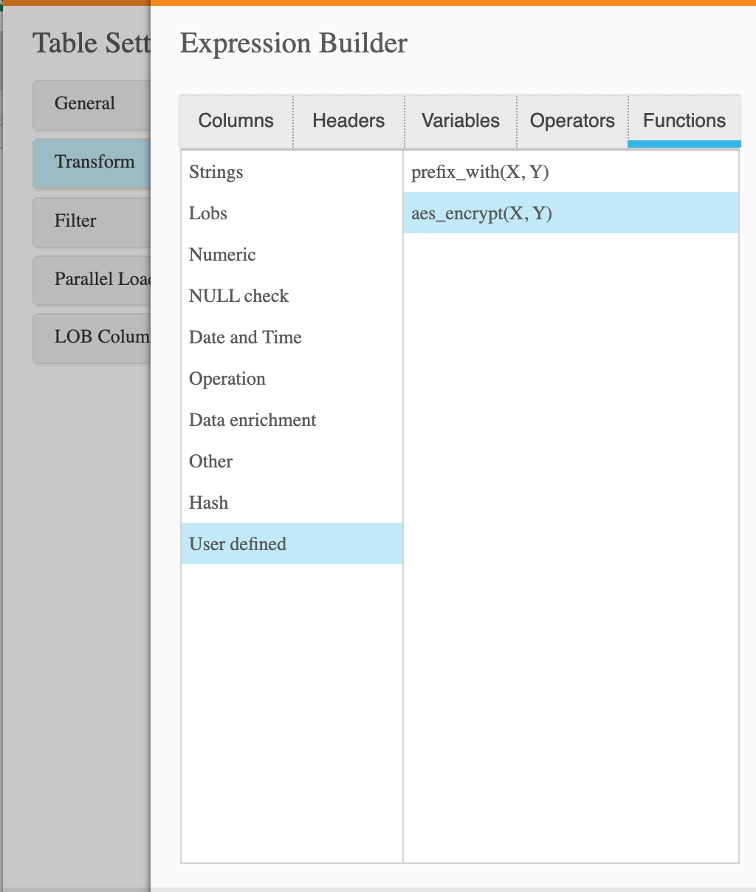 Table Sett
General
Transform
Filter
Parallel Loa
LOB Colum
Expression Builder
Columns
Headers
Variables
Operators
Functions
Strings
Lobs
Numeric
NULL check
Date and Time
Operation
Data enrichment
Other
Hash
User defined
prefix_with(X, Y)
aes_encrypt(X, Y)